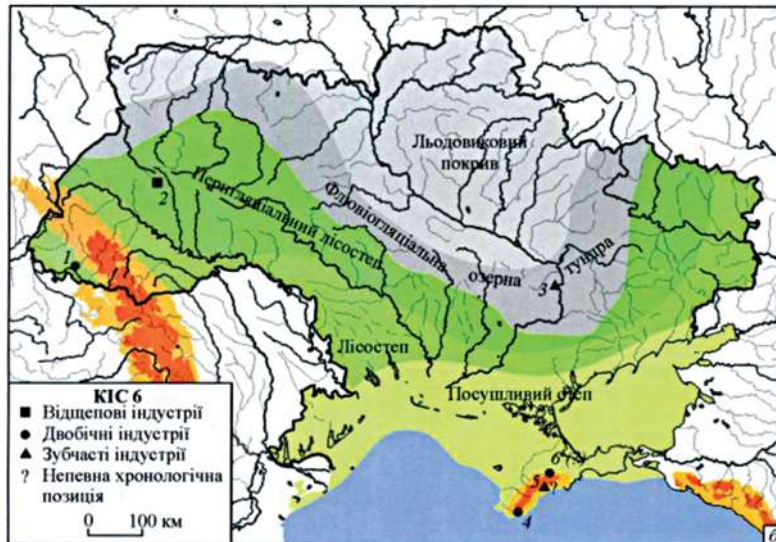 Льодовиковий
покрив
2
Перигляціальний лісостеп
Флювіогляціальна
озерна
тундра
3
1
Лісостеп
Посушливий степ
КІС 6
■ Відщепові індустрії
● Двобічні індустрії
▲ Зубчасті індустрії
? Непевна хронологічна
позиція
0 100 км
6
5
?
4